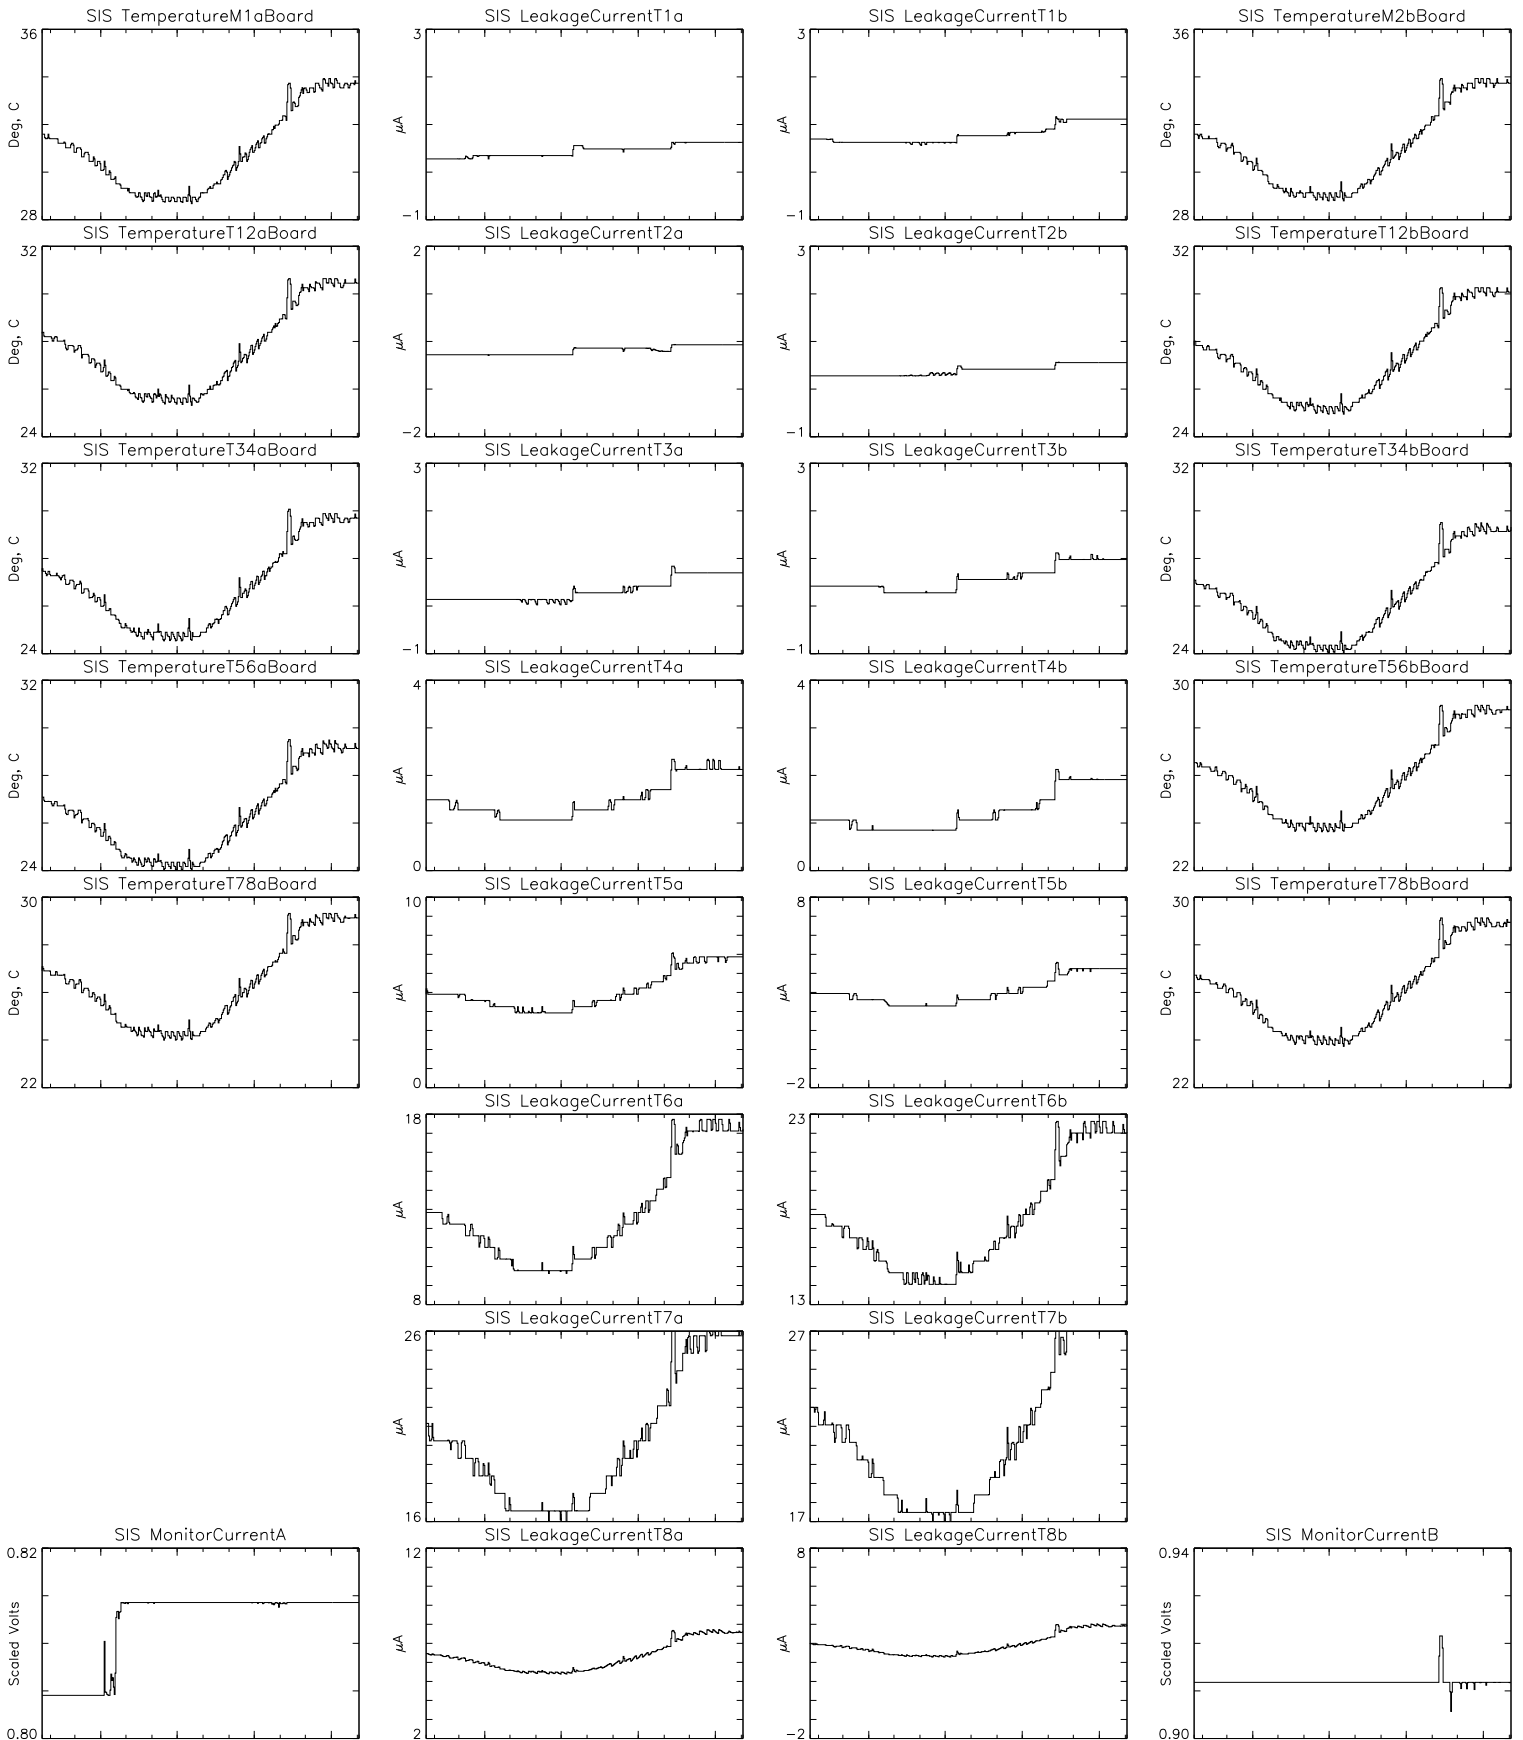 SIS TemperatureM1aBoard
SIS LeakageCurrentT1a
SIS LeakageCurrentT1b
SIS TemperatureM2bBoard
36
Deg, C
28
3
μA
-1
3
μA
-1
36
Deg, C
28
SIS TemperatureT12aBoard
SIS LeakageCurrentT2a
SIS LeakageCurrentT2b
SIS TemperatureT12bBoard
32
Deg, C
24
2
μA
-2
3
μA
-1
32
Deg, C
24
SIS TemperatureT34aBoard
SIS LeakageCurrentT3a
SIS LeakageCurrentT3b
SIS TemperatureT34bBoard
32
Deg, C
24
3
μA
-1
3
μA
-1
32
Deg, C
24
SIS TemperatureT56aBoard
SIS LeakageCurrentT4a
SIS LeakageCurrentT4b
SIS TemperatureT56bBoard
32
Deg, C
24
4
μA
0
4
μA
0
30
Deg, C
22
SIS TemperatureT78aBoard
SIS LeakageCurrentT5a
SIS LeakageCurrentT5b
SIS TemperatureT78bBoard
30
Deg, C
22
10
μA
0
8
μA
-2
30
Deg, C
22
SIS LeakageCurrentT6a
SIS LeakageCurrentT6b
18
μA
8
23
μA
13
SIS LeakageCurrentT7a
SIS LeakageCurrentT7b
26
μA
16
27
μA
17
SIS MonitorCurrentA
SIS LeakageCurrentT8a
SIS LeakageCurrentT8b
SIS MonitorCurrentB
0.82
Scaled Volts
0.80
12
μA
2
8
μA
-2
0.94
Scaled Volts
0.90